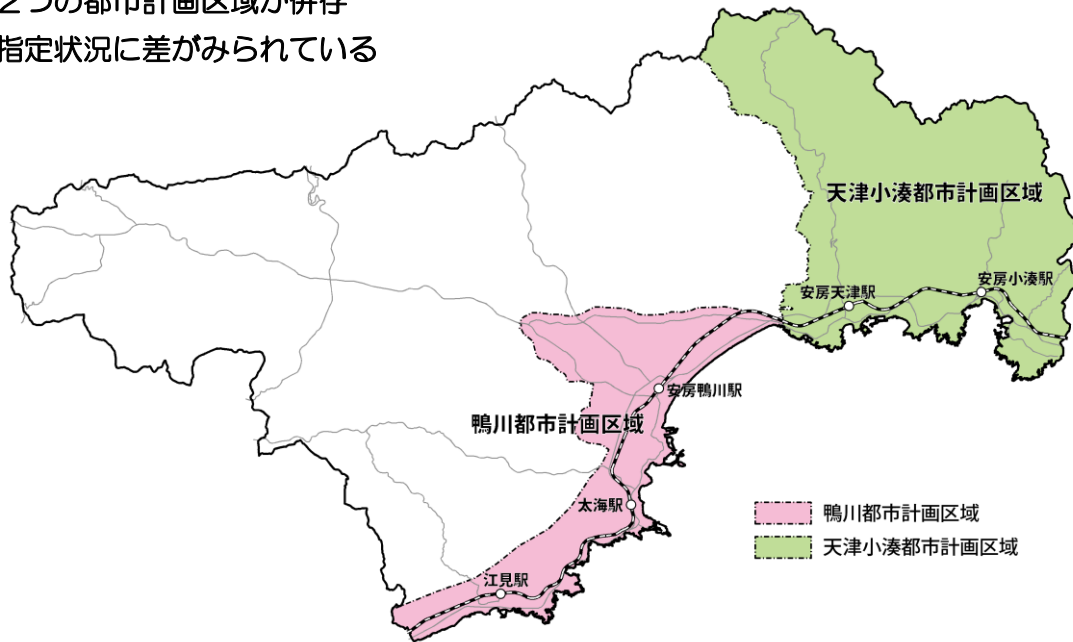 ２つの都市計画区域が併存
指定状況に差がみられている
天津小湊都市計画区域
安房小湊駅
安房天津駅
安房鴨川駅
鴨川都市計画区域
太海駅
江見駅
鴨川都市計画区域
天津小湊都市計画区域